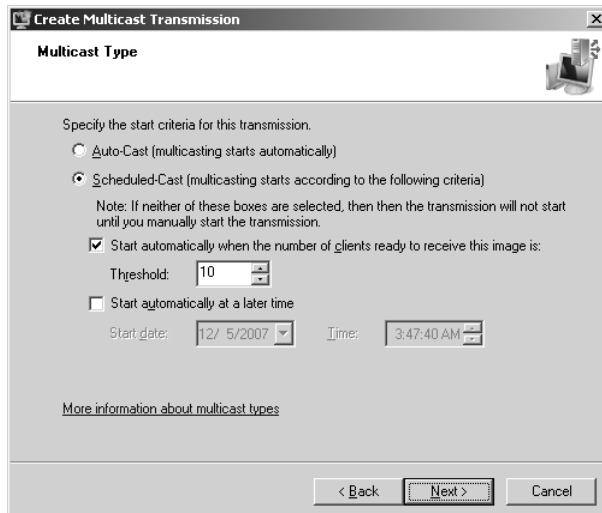 Create Multicast Transmission
Multicast Type
Specify the start criteria for this transmission.
Auto-Cast (multicasting starts automatically)
Scheduled-Cast (multicasting starts according to the following criteria)
Note: If neither of these boxes are selected, then then the transmission will not start
until you manually start the transmission.
Start automatically when the number of clients ready to receive this image is:
Threshold: 10
Start automatically at a later time
Start date: 12/ 5/2007 Time: 3:47:40 AM
More information about multicast types
< Back Next > Cancel